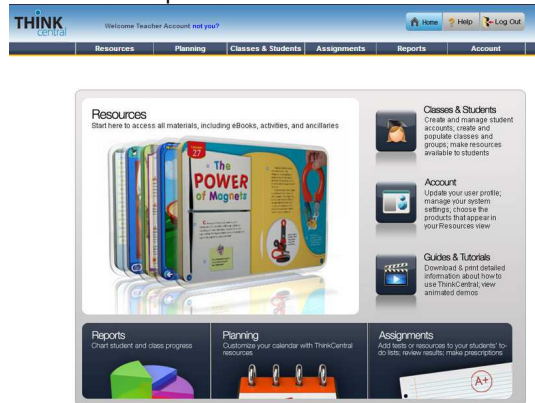 THINK
central
Welcome Teacher Account not you?
Home
Help
Log Out
Resources
Planning
Classes & Students
Assignments
Reports
Account
Resources
Start here to access all materials, including eBooks, activities, and ancillaries
27
The
POWER
of Magnets
Classes & Students
Create and manage student
accounts; create and
populate classes and
groups; make resources
available to students
Account
Update your user profile;
manage your system
settings; choose the
products that appear in
your Resources view
Guides & Tutorials
Download & print detailed
information about how to
use ThinkCentral; view
animated demos
Reports
Chart student and class progress
Planning
Customize your calendar with ThinkCentral
resources
Assignments
Add tests or resources to your students' to-
do lists; review results; make prescriptions
A+